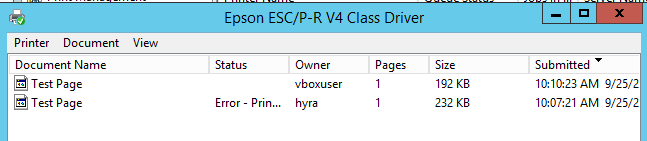 Epson ESC/P-R V4 Class Driver
Printer Document View
Document Name Status Owner Pages Size Submitted
Test Page vboxuser 1 192 KB 10:10:23 AM 9/25/2
Test Page Error - Prin... hyra 1 232 KB 10:07:21 AM 9/25/2